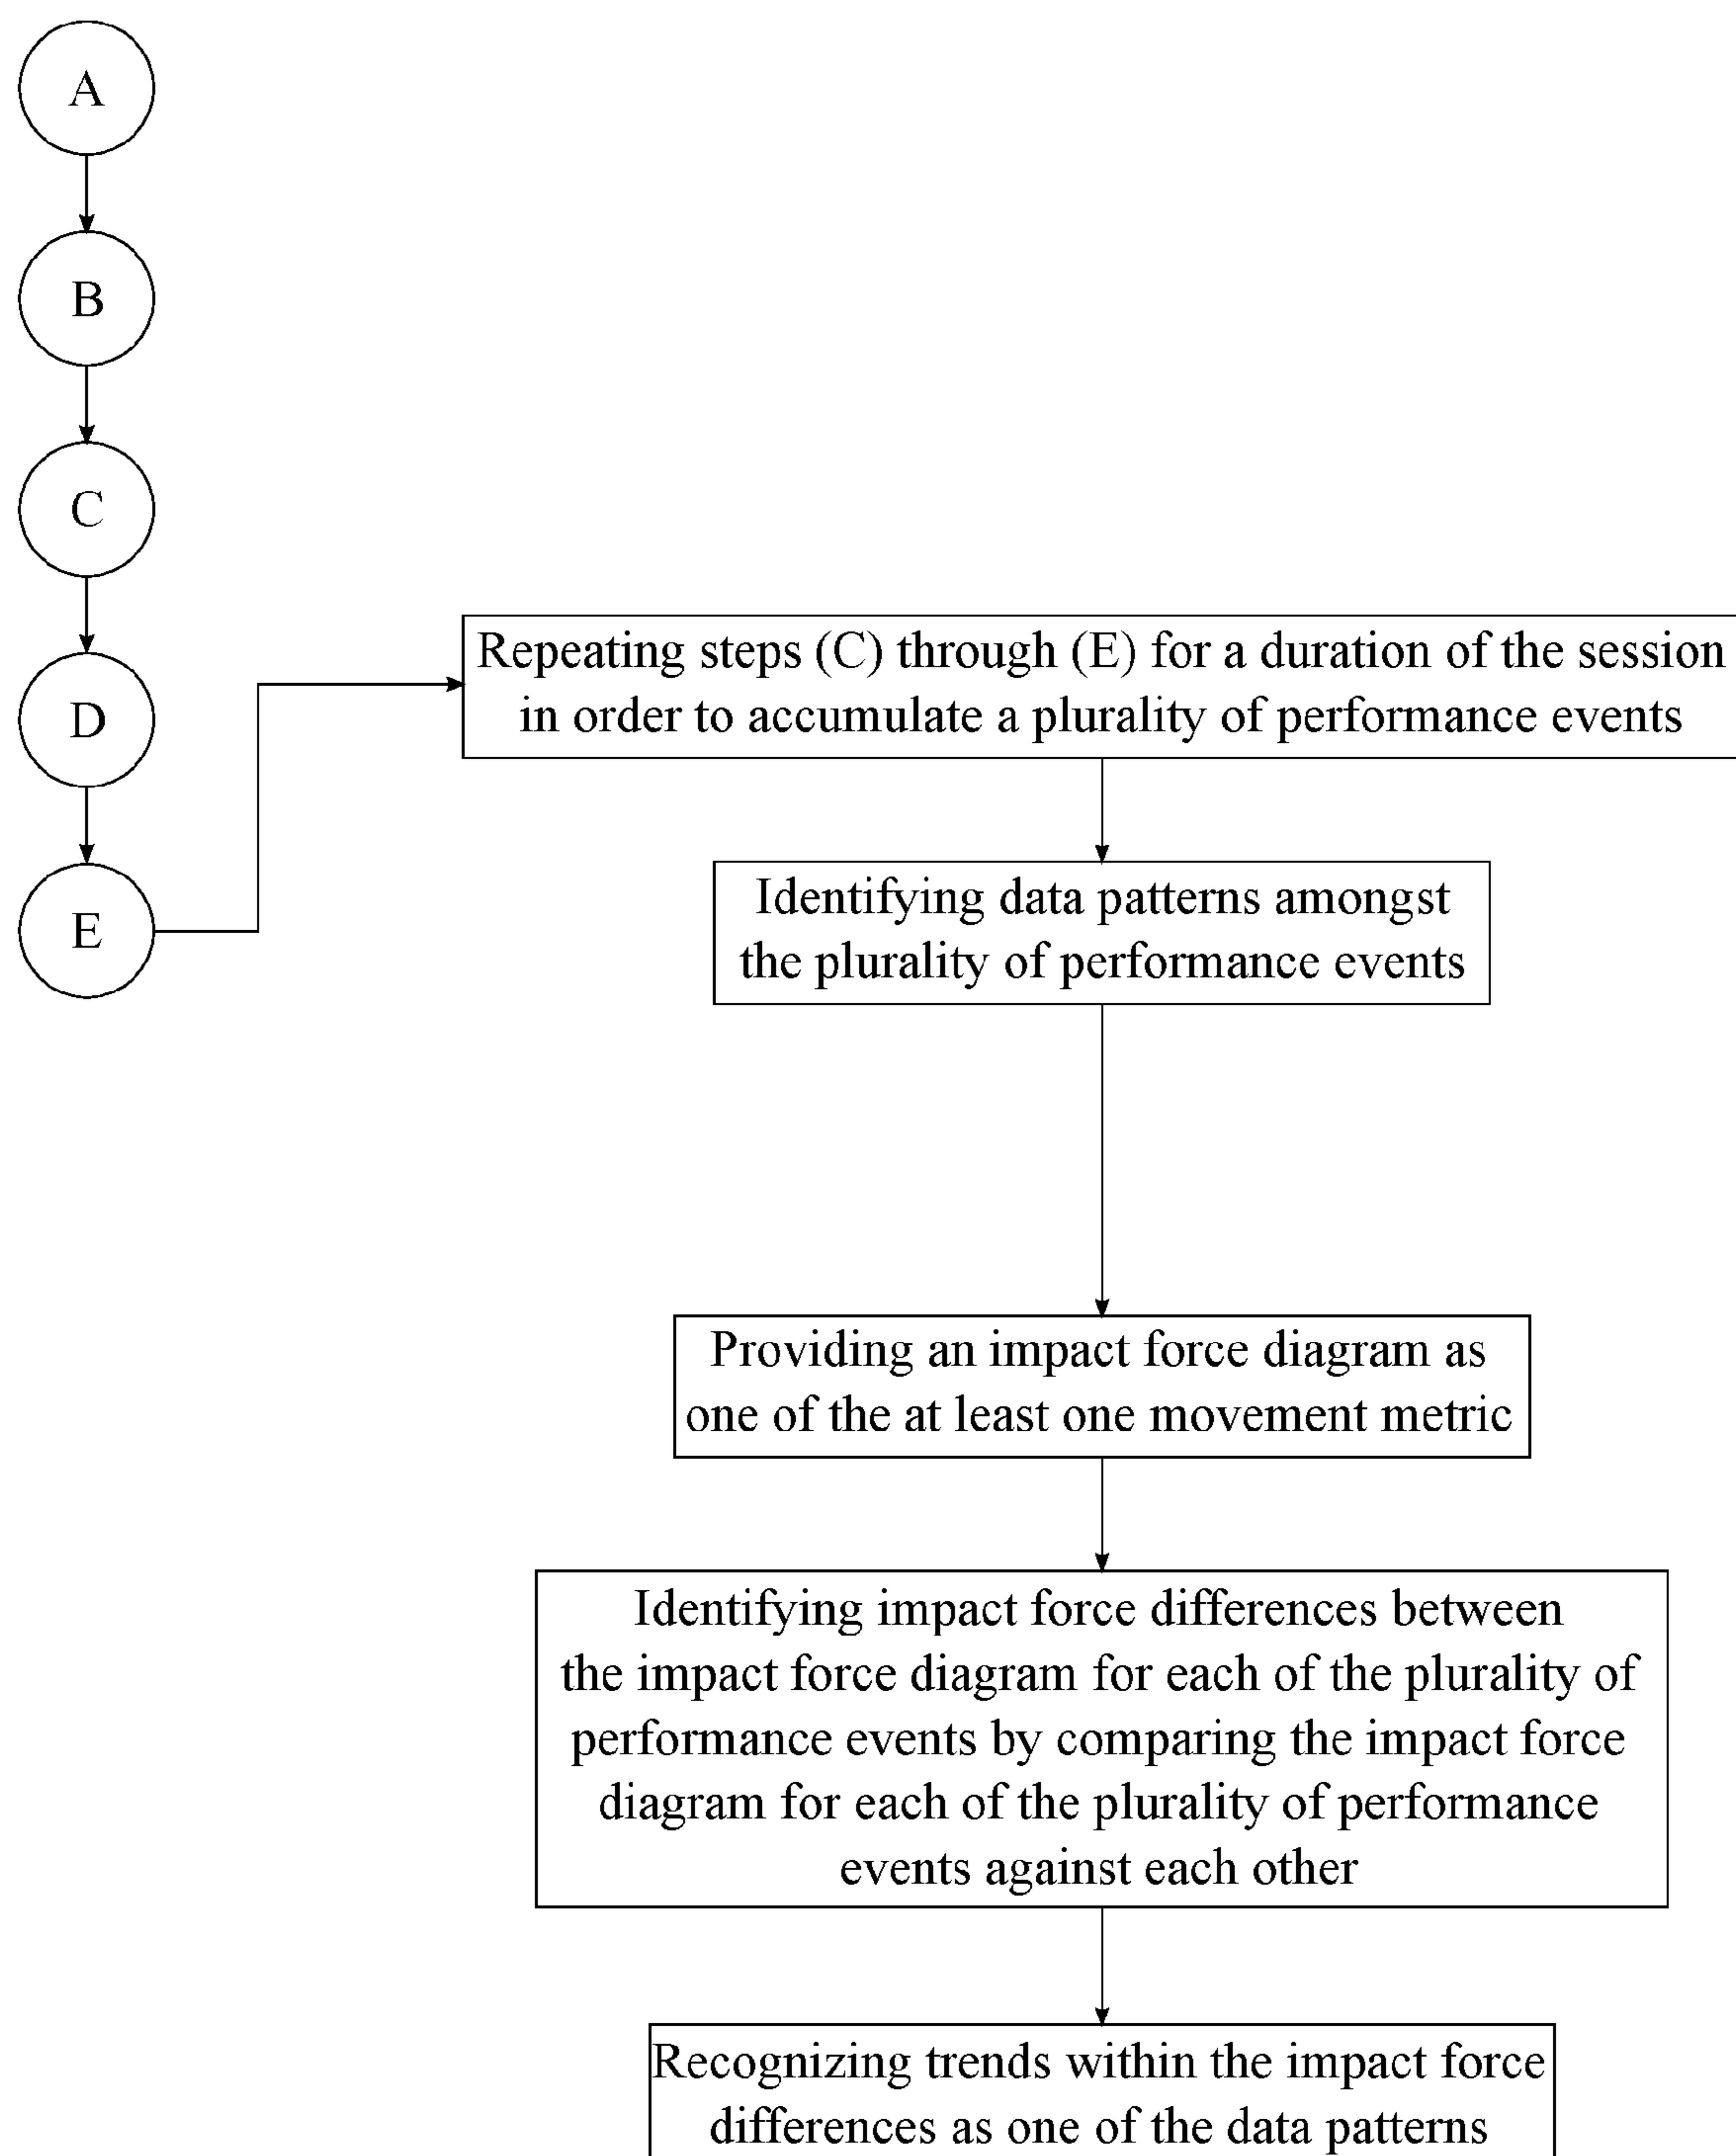 A
B
C
D
E
Repeating steps (C) through (E) for a duration of the session
in order to accumulate a plurality of performance events
Identifying data patterns amongst
the plurality of performance events
Providing an impact force diagram as
one of the at least one movement metric
Identifying impact force differences between
the impact force diagram for each of the plurality of
performance events by comparing the impact force
diagram for each of the plurality of performance
events against each other
Recognizing trends within the impact force
differences as one of the data patterns